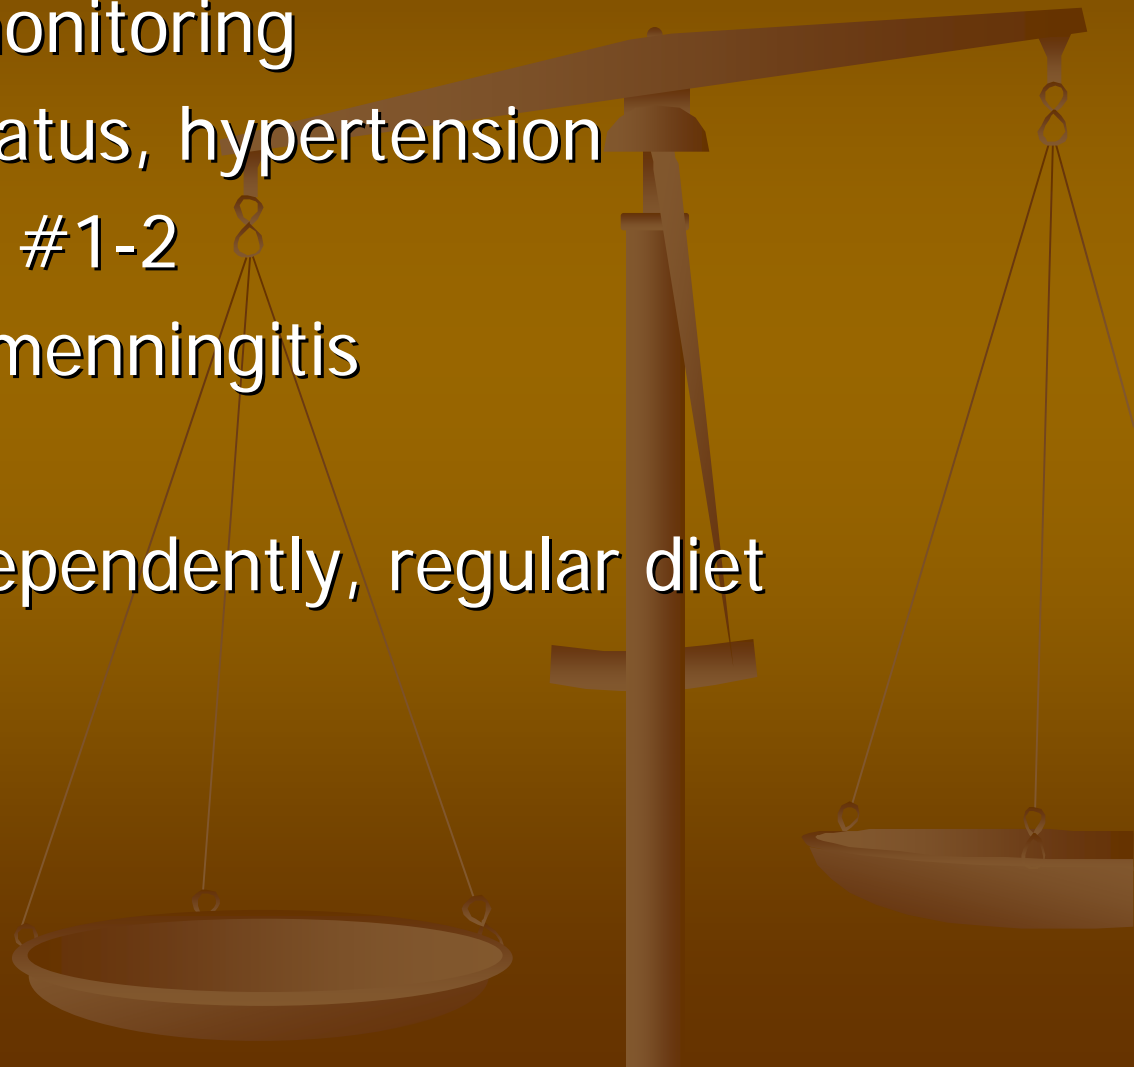 onitoring
atus, hypertension
#1-2
menningitis
ependently, regular diet